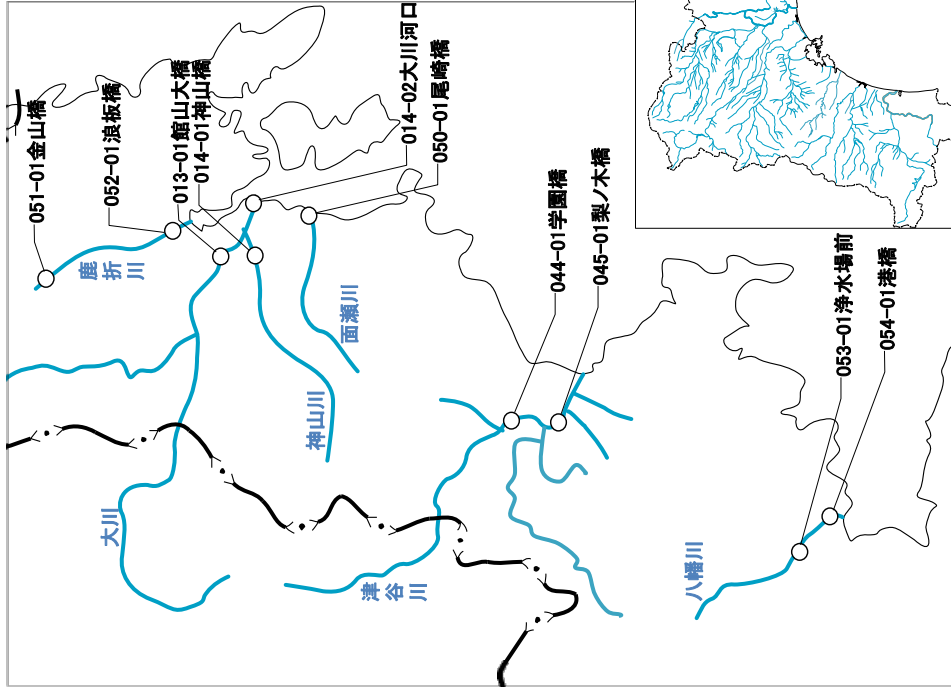 051-01金山橋
052-01浪板橋
013-01館山大橋
014-01神山橋
014-02大川河口
050-01尾崎橋
044-01学園橋
045-01梨ノ木橋
053-01浄水場前
054-01港橋
鹿
折
川
面瀬川
神山川
大川
津
谷
川
八幡川